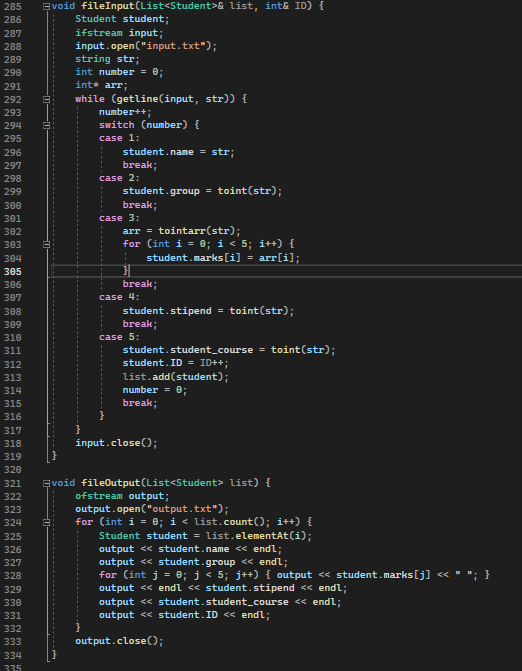 285 void fileInput(List<Student>& list, int& ID) {
286 Student student;
287 ifstream input;
288 input.open("input.txt");
289 string str;
290 int number = 0;
291 int* arr;
292 while (getline(input, str)) {
293 number++;
294 switch (number) {
295 case 1:
296 student.name = str;
297 break;
298 case 2:
299 student.group = toint(str);
300 break;
301 case 3:
302 arr = tointarr(str);
303 for (int i = 0; i < 5; i++) {
304 student.marks[i] = arr[i];
305 }
306 break;
307 case 4:
308 student.stipend = toint(str);
309 break;
310 case 5:
311 student.student_course = toint(str);
312 student.ID = ID++;
313 list.add(student);
314 number = 0;
315 break;
316 }
317 }
318 input.close();
319 }
320
321 void fileOutput(List<Student> list) {
322 ofstream output;
323 output.open("output.txt");
324 for (int i = 0; i < list.count(); i++) {
325 Student student = list.elementAt(i);
326 output << student.name << endl;
327 output << student.group << endl;
328 for (int j = 0; j < 5; j++) { output << student.marks[j] << " "; }
329 output << endl << student.stipend << endl;
330 output << student.student_course << endl;
331 output << student.ID << endl;
332 }
333 output.close();
334 }
335